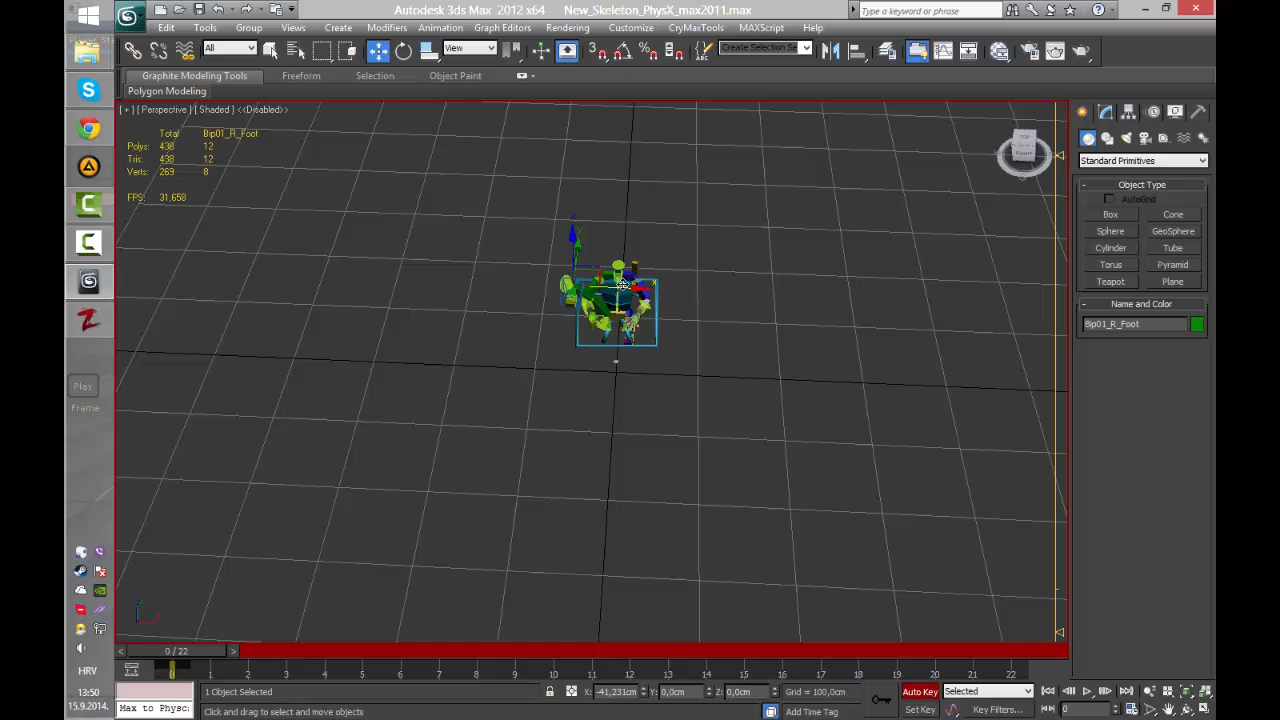 Autodesk 3ds Max 2012 x64 New_Skeleton_PhysX_max2011.max
Type a keyword or phrase
Edit Tools Group Views Create Modifiers Animation Graph Editors Rendering Customize CryMaxTools MAXScript Help
All
View
Create Selection Se
Graphite Modeling Tools Freeform Selection Object Paint
Polygon Modeling
[ + ] [ Perspective ] [ Shaded ] <<Disabled>>
Total Bip01_R_Foot
Polys: 438 12
Tris: 438 12
Verts: 269 8
FPS: 31,658
TOP
FRONT
Standard Primitives
- Object Type
AutoGrid
Box Cone
Sphere GeoSphere
Cylinder Tube
Torus Pyramid
Teapot Plane
- Name and Color
Bip01_R_Foot
Play
Frame
HRV
13:50
15.9.2014.
< 0 / 22 >
1 2 3 4 5 6 7 8 9 10 11 12 13 14 15 16 17 18 19 20 21 22
1 Object Selected
X: -41,231cm Y: 0,0cm Z: 0,0cm Grid = 100,0cm
Auto Key Selected
Max to Physc:
Click and drag to select and move objects
Add Time Tag
Set Key Key Filters...
0